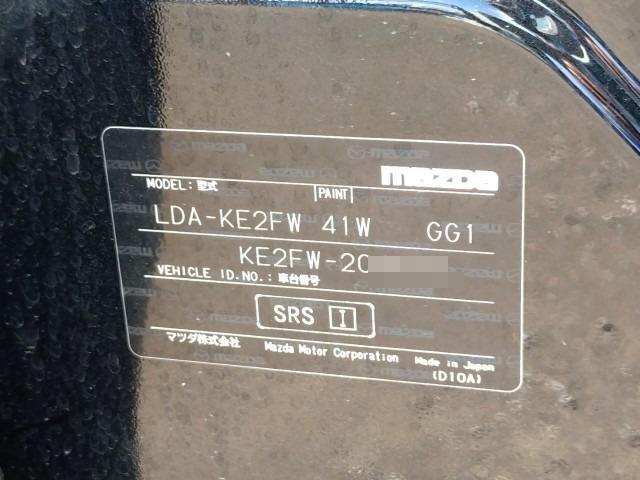 mazda
MODEL: 型式 PAINT
LDA-KE2FW 41W GG1
KE2FW-20
VEHICLE ID.NO.: 車台番号
SRS I
マツダ株式会社 Mazda Motor Corporation Made in Japan
(D10A)